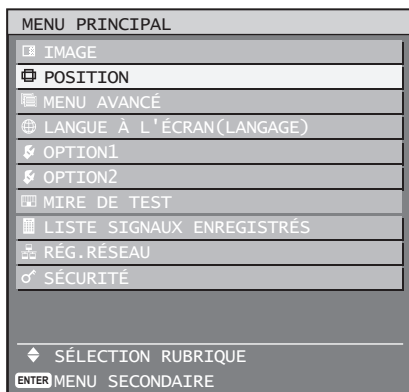 MENU PRINCIPAL
IMAGE
POSITION
MENU AVANCÉ
LANGUE À L'ÉCRAN(LANGAGE)
OPTION1
OPTION2
MIRE DE TEST
LISTE SIGNAUX ENREGISTRÉS
RÉG.RÉSEAU
SÉCURITÉ
SÉLECTION RUBRIQUE
ENTER MENU SECONDAIRE